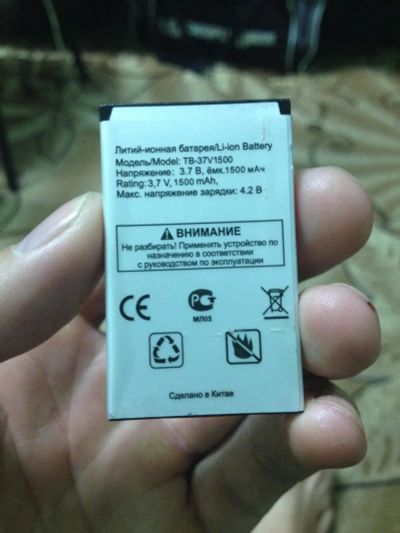 Литий-ионная батарея/Li-ion Battery
Модель/Model: TB-37V1500
Напряжение: 3.7 В, ёмк.1500 мАч
Rating: 3,7 V, 1500 mAh,
Макс. напряжение зарядки: 4.2 В
ВНИМАНИЕ
Не разбирать! Применять устройство по
назначению в соответствии
с руководством по эксплуатации
CE
РС
МЛ05
Сделано в Китае